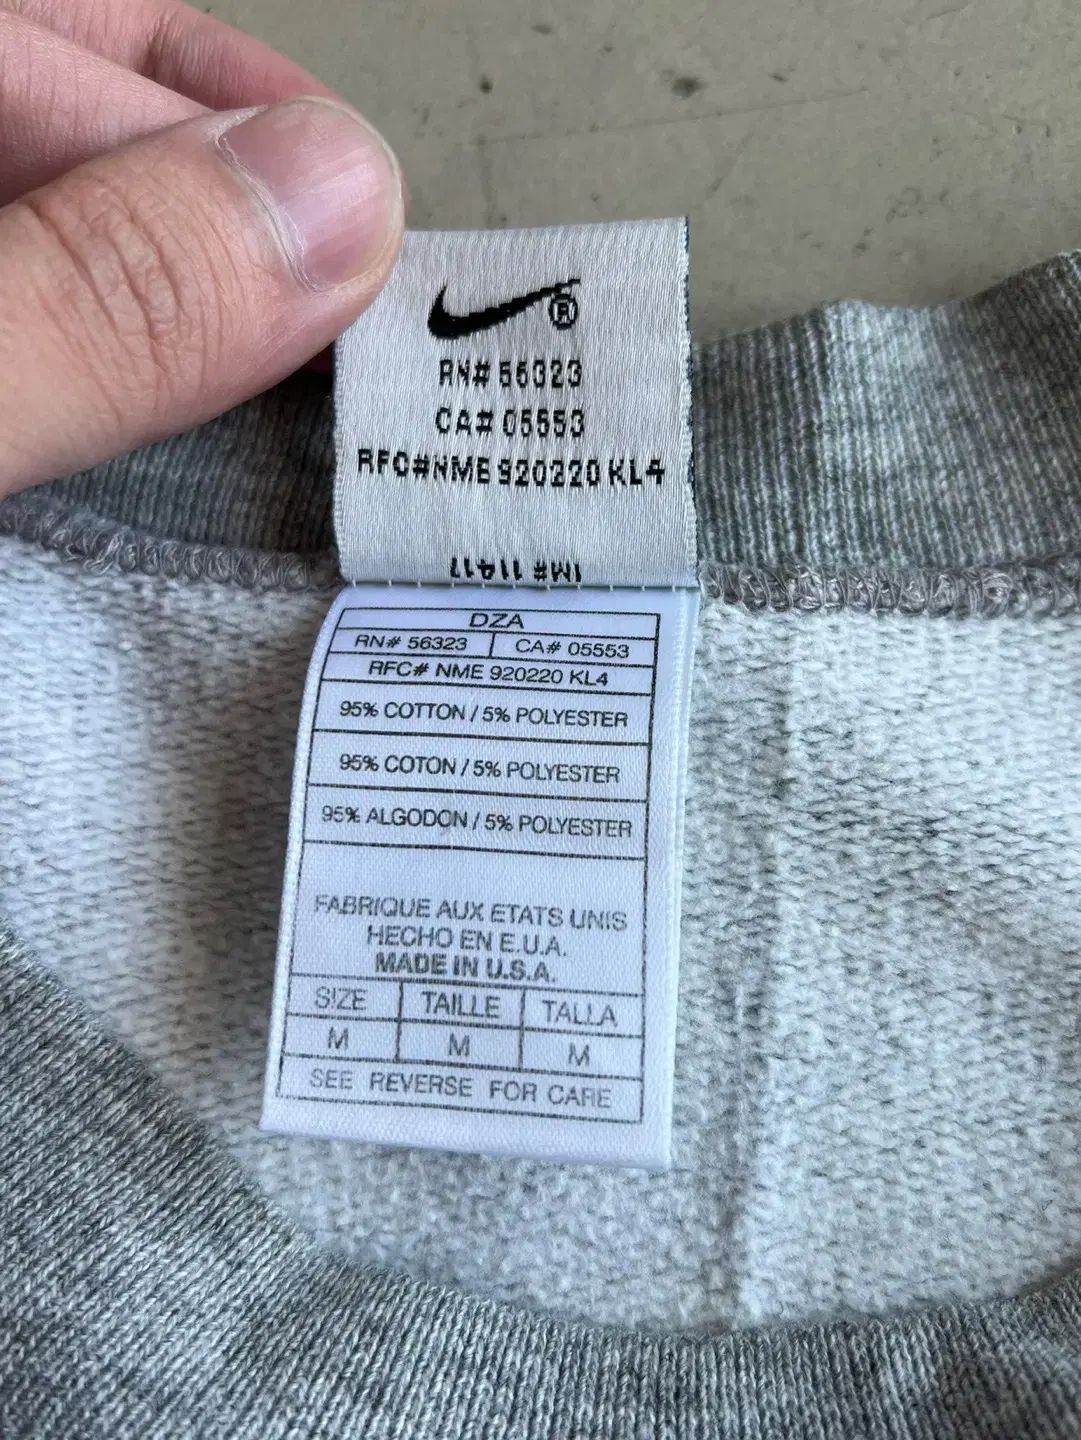 ®
RN# 56323
CA# 05553
RFC#NME 920220 KL4
IM# 11417
DZA
RN# 56323 CA# 05553
RFC# NME 920220 KL4
95% COTTON / 5% POLYESTER
95% COTON / 5% POLYESTER
95% ALGODON / 5% POLYESTER
FABRIQUE AUX ETATS UNIS
HECHO EN E.U.A.
MADE IN U.S.A.
SIZE TAILLE TALLA
M M M
SEE REVERSE FOR CARE